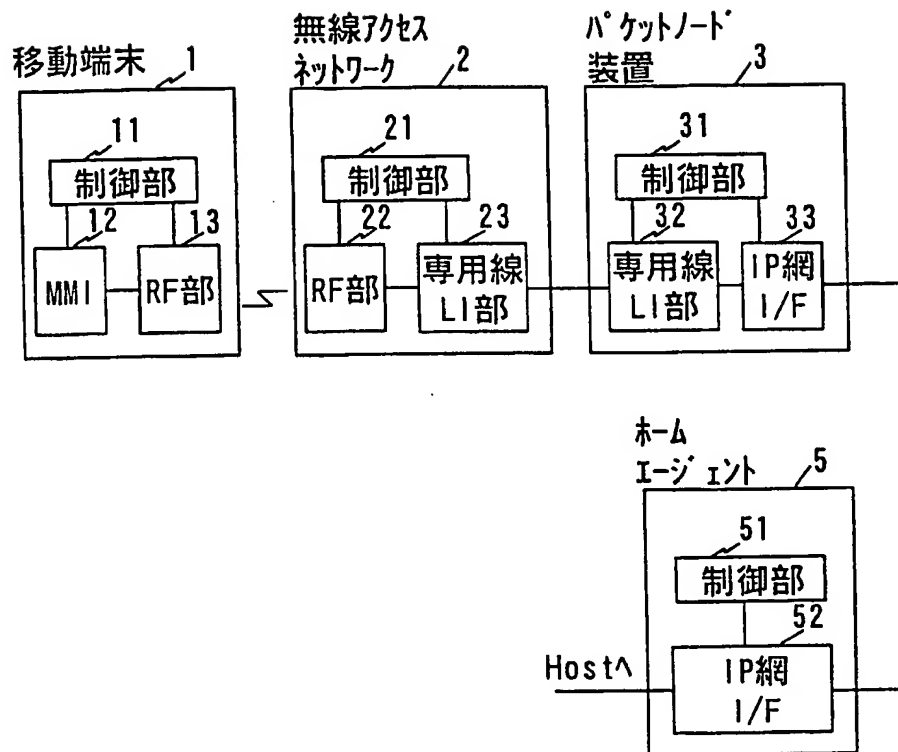 移動端末
1
11
制御部
12
13
MMI
RF部
無線アクセス
ネットワーク
2
21
制御部
22
23
RF部
専用線
LI部
パケットノード
装置
3
31
制御部
32
33
専用線
LI部
IP網
I/F
ホーム
エージェント
5
51
制御部
52
IP網
I/F
Hostへ